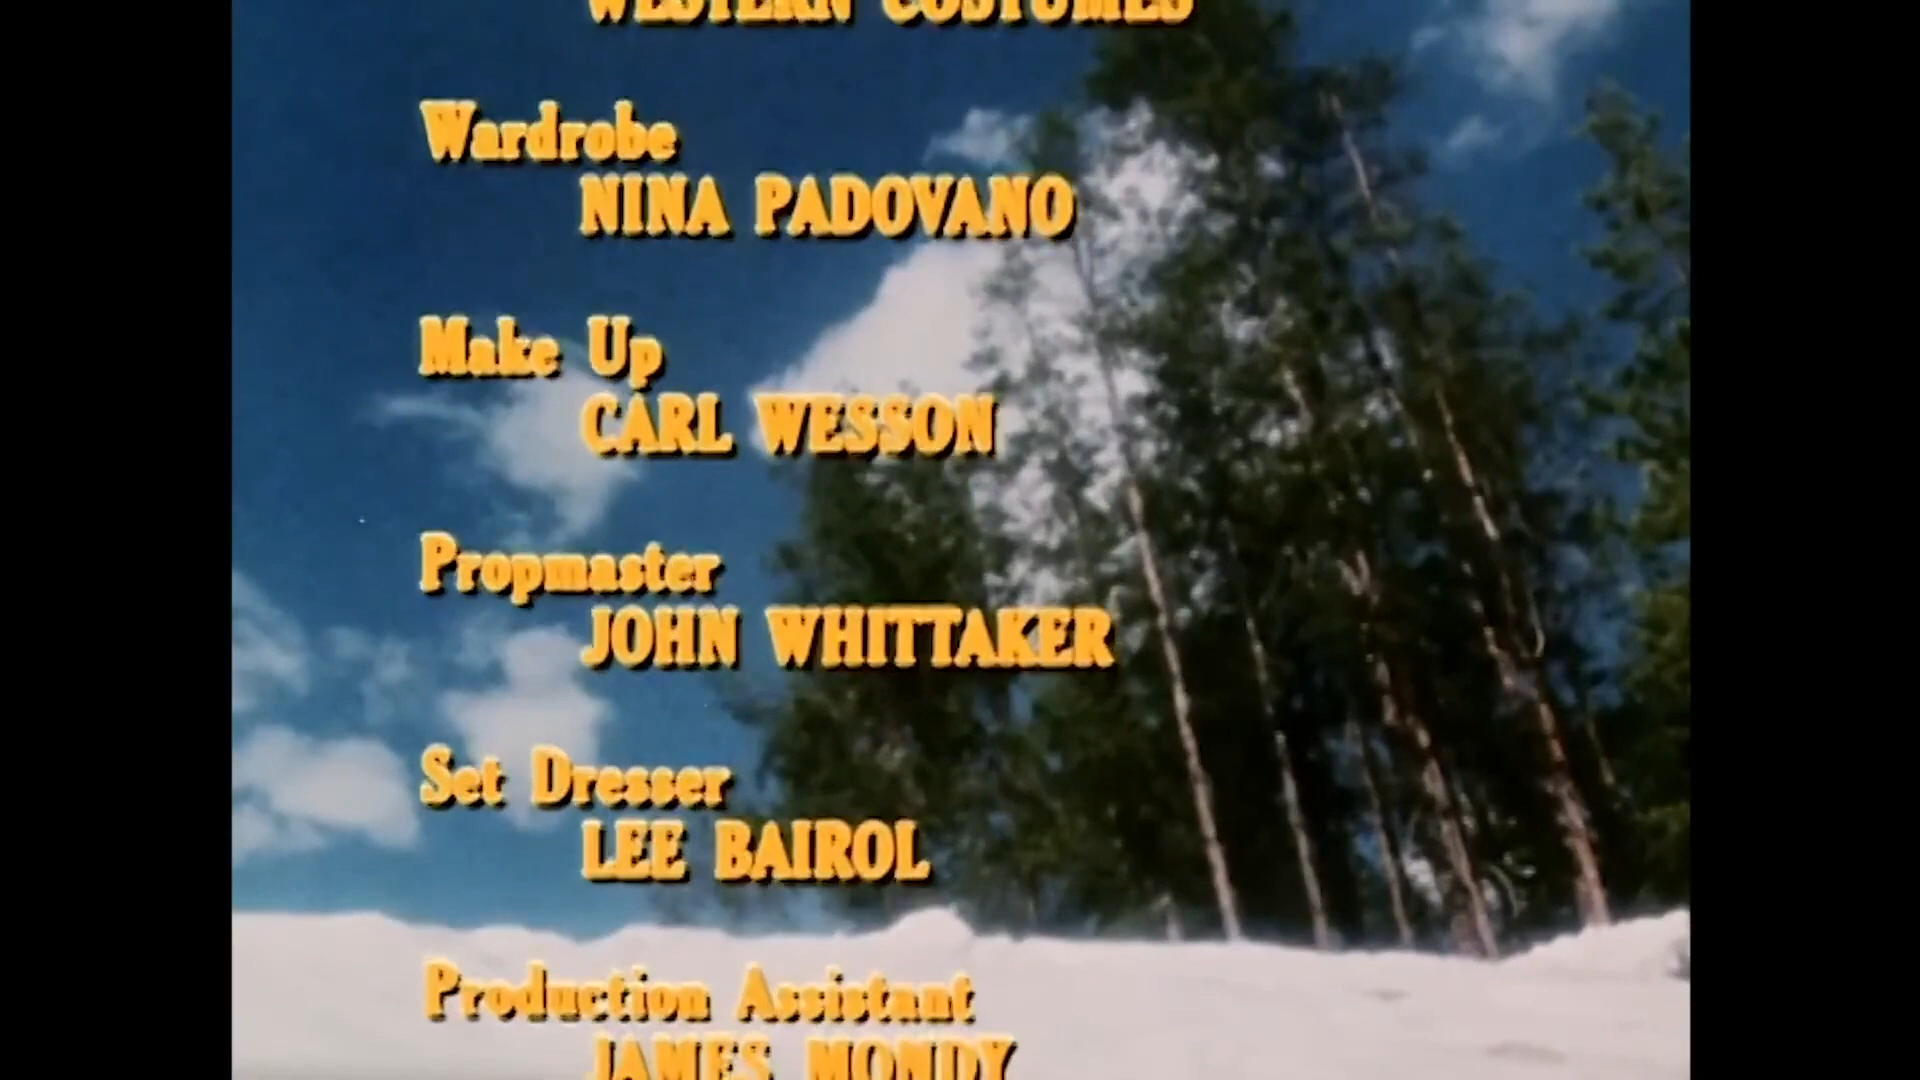 WESTERN COSTUMES
Wardrobe
NINA PADOVANO
Make Up
CARL WESSON
Propmaster
JOHN WHITTAKER
Set Dresser
LEE BAIROL
Production Assistant
JAMES MONDY